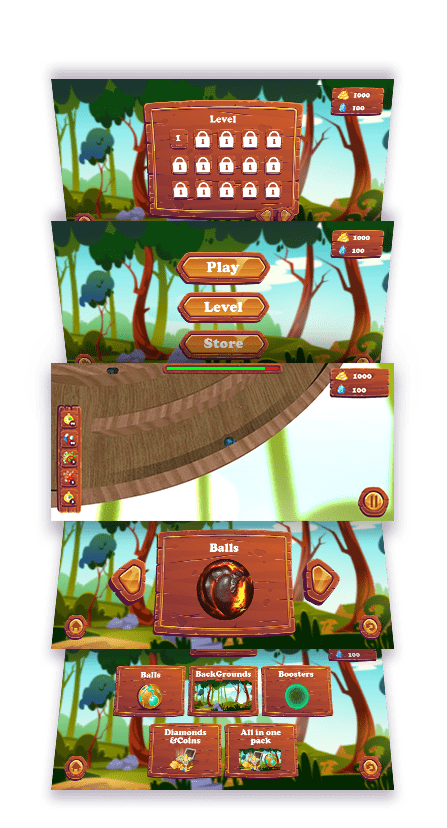 1000
100
Level
1
1000
100
Play
Level
Store
1000
100
Balls
100
Balls
BackGrounds
Boosters
Diamonds
&Coins
All in one
pack